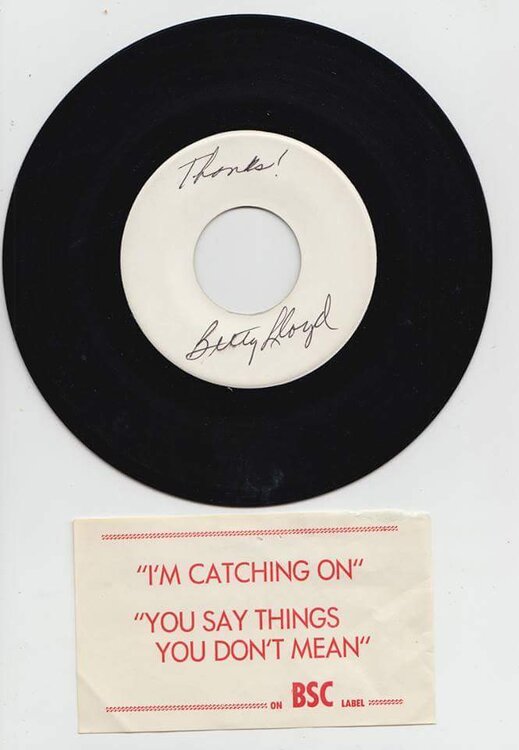 Thanks!
Betty Lloyd
"I'M CATCHING ON"
"YOU SAY THINGS
YOU DON'T MEAN"
ON BSC LABEL